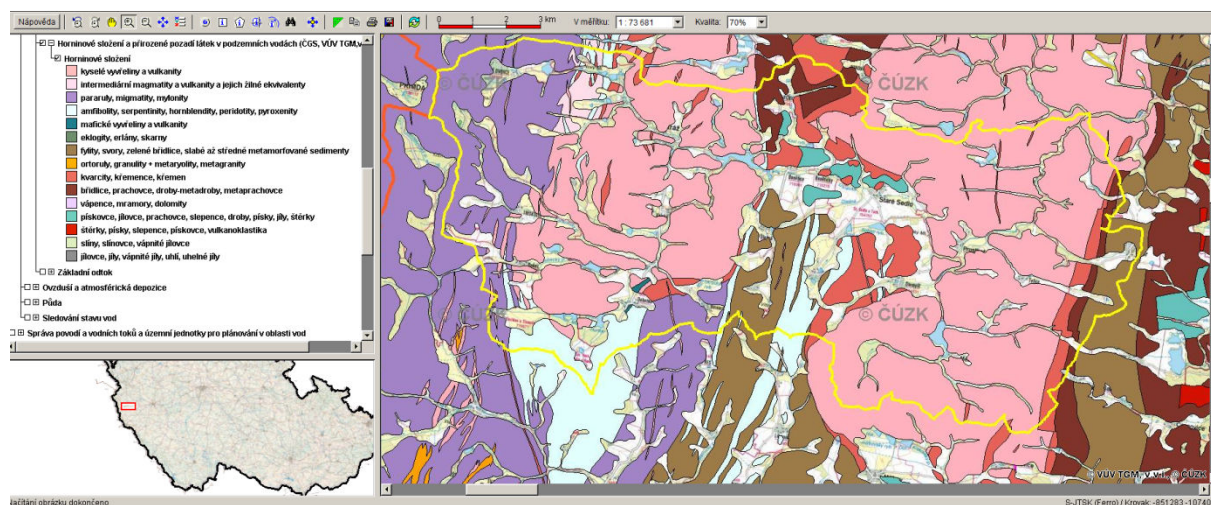 Nápověda
0 1 2 3 km
V měřítku: 1 : 73 681
Kvalita: 70%
Horninové složení a přirozené pozadí látek v podzemních vodách (ČGS, VÚV TGM,v
Horninové složení
kyselé vyvřeliny a vulkanity
intermediární magmatity a vulkanity a jejich žilné ekvivalenty
pararuly, migmatity, mylonity
amfibolity, serpentinity, hornblendity, peridotity, pyroxenity
mafické vyvřeliny a vulkanity
eklogity, erlány, skarny
fylity, svory, zelené břidlice, slabě až středně metamorfované sedimenty
ortoruly, granulity + metaryolity, metagranity
kvarcity, křemence, křemen
břidlice, prachovce, droby-metadroby, metaprachovce
vápence, mramory, dolomity
pískovce, jílovce, prachovce, slepence, droby, písky, jíly, štěrky
štěrky, písky, slepence, pískovce, vulkanoklastika
slíny, slínovce, vápnité jílovce
jílovce, jíly, vápnité jíly, uhlí, uhelné jíly
Základní odtok
Ovzduší a atmosférická depozice
Půda
Sledování stavu vod
Správa povodí a vodních toků a územní jednotky pro plánování v oblasti vod
© ČÚZK
© ČÚZK
Staré Sedlo
© ČÚZK
© ČÚZK
© VÚV TGM, v.v.i., © ČÚZK
Načítání obrázku dokončeno
S-JTSK (Ferro) / Krovak: -851283 -10740